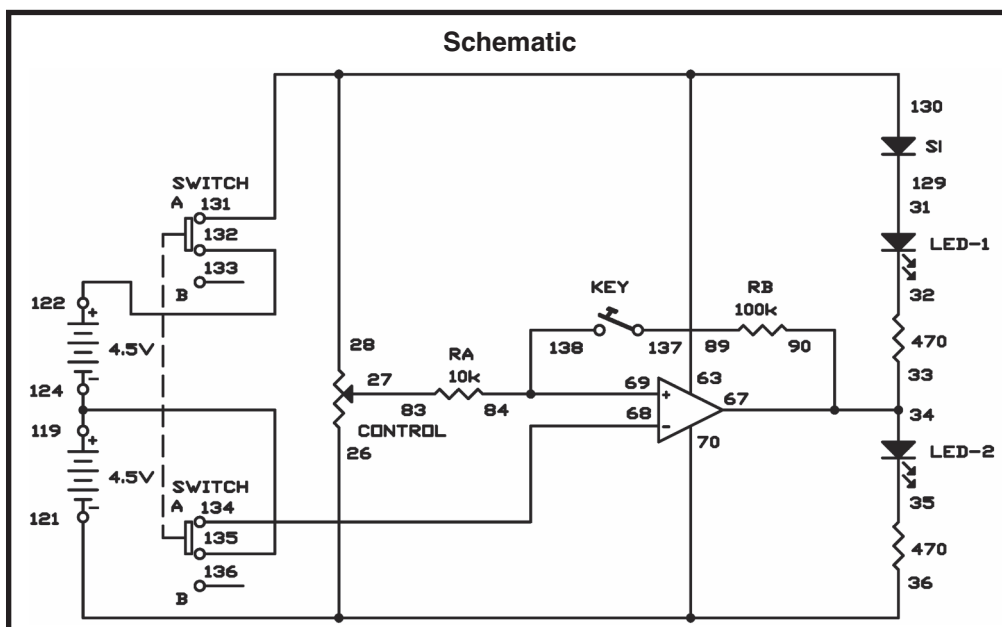 Schematic
130
SI
129
31
LED-1
32
470
33
34
LED-2
35
470
36
SWITCH
A 131
132
133
B
122
+
4.5V
-
124
119
+
4.5V
-
121
SWITCH
A 134
135
136
B
28
27
CONTROL
26
RA
10k
83 84
KEY
138 137
RB
100k
89 90
69 + 63
68 - 67
70